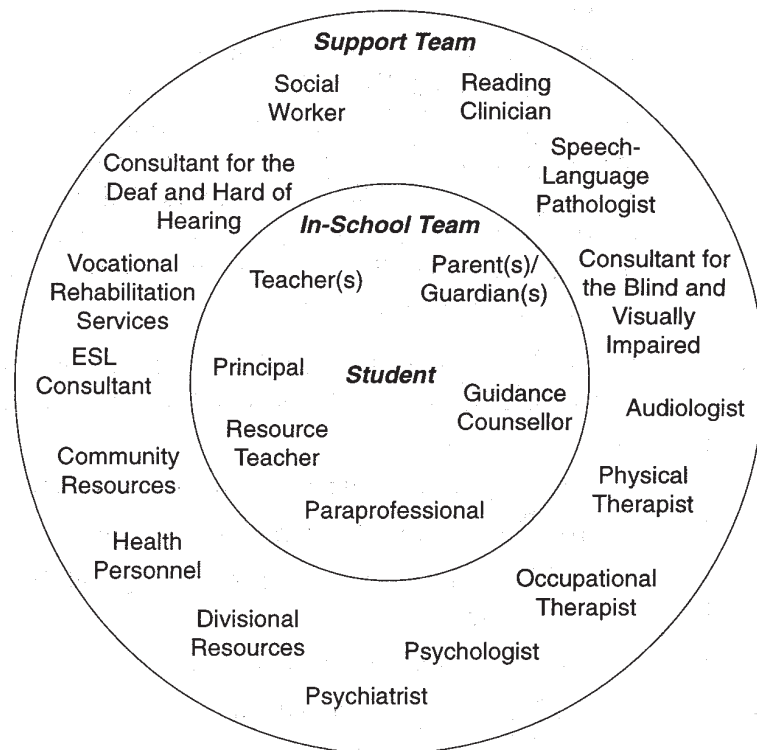 Support Team
Social
Worker
Reading
Clinician
Speech-
Language
Pathologist
Consultant for the
Deaf and Hard of
Hearing
In-School Team
Teacher(s)
Parent(s)/
Guardian(s)
Vocational
Rehabilitation
Services
Consultant for
the Blind and
Visually
Impaired
ESL
Consultant
Principal
Student
Guidance
Counsellor
Audiologist
Resource
Teacher
Community
Resources
Physical
Therapist
Paraprofessional
Health
Personnel
Occupational
Therapist
Divisional
Resources
Psychologist
Psychiatrist